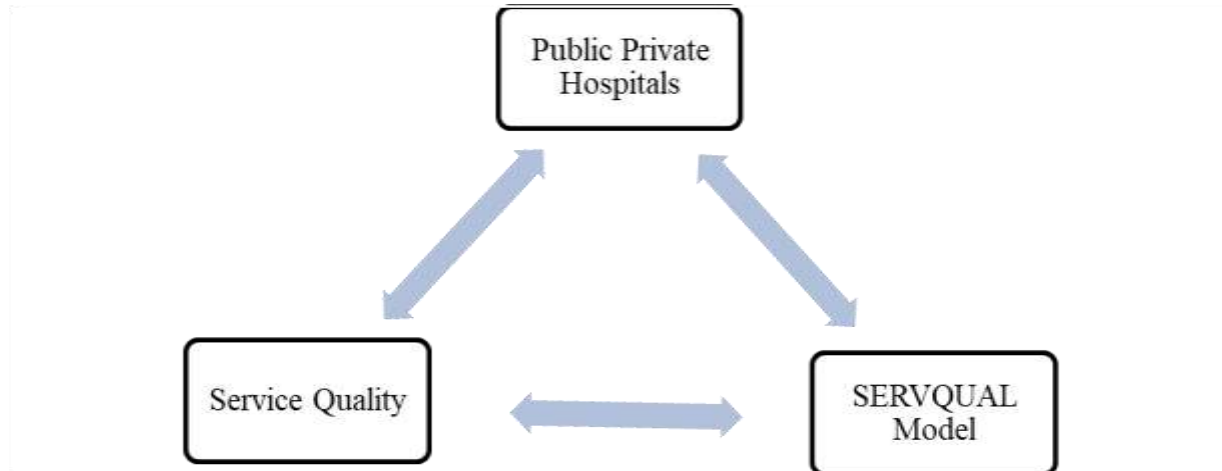 Public Private
Hospitals
Service Quality
SERVQUAL
Model